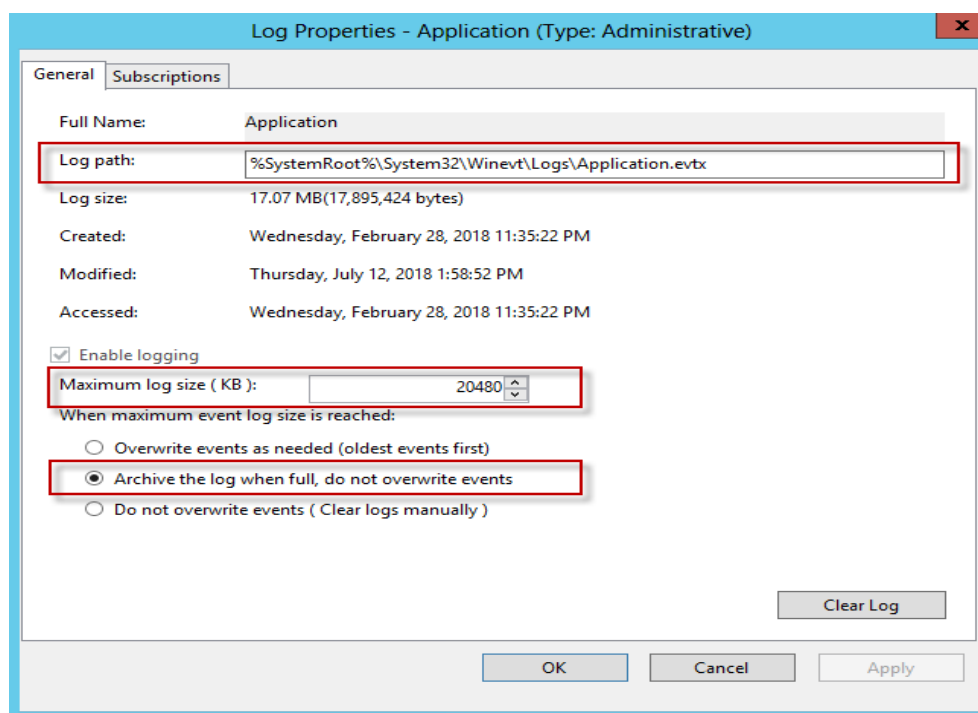 Log Properties - Application (Type: Administrative)
x
General Subscriptions
Full Name: Application
Log path: %SystemRoot%\System32\Winevt\Logs\Application.evtx
Log size: 17.07 MB(17,895,424 bytes)
Created: Wednesday, February 28, 2018 11:35:22 PM
Modified: Thursday, July 12, 2018 1:58:52 PM
Accessed: Wednesday, February 28, 2018 11:35:22 PM
Enable logging
Maximum log size ( KB ): 20480
When maximum event log size is reached:
Overwrite events as needed (oldest events first)
Archive the log when full, do not overwrite events
Do not overwrite events ( Clear logs manually )
Clear Log
OK Cancel Apply